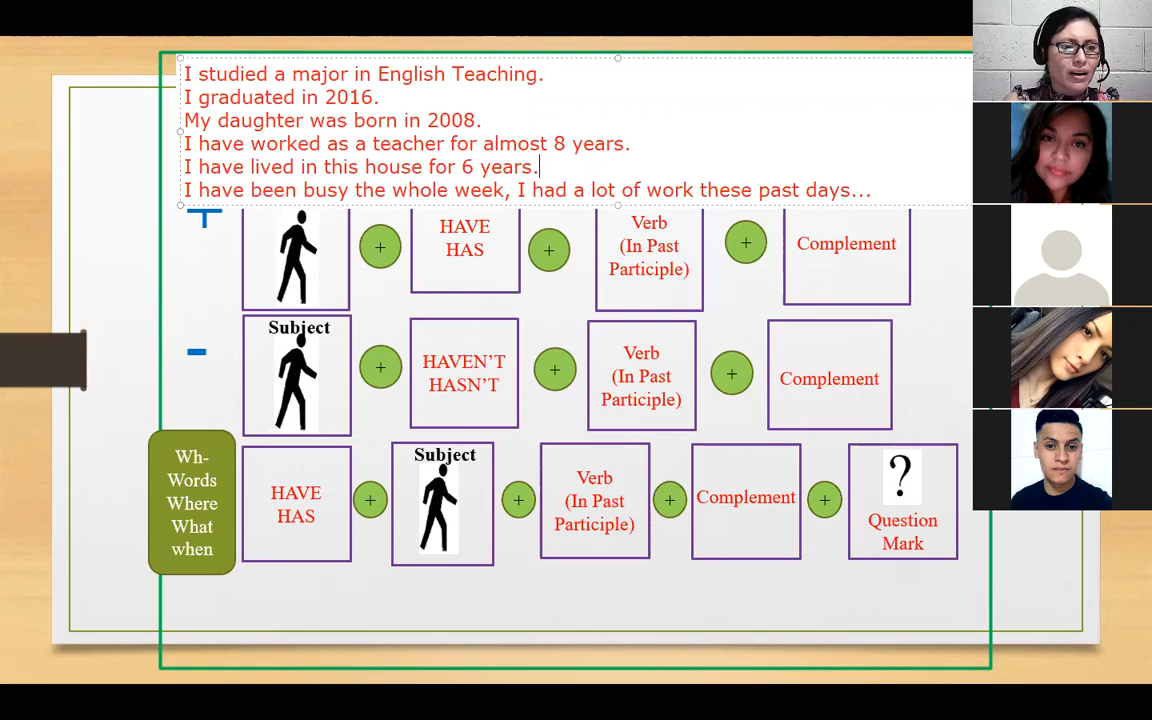 I studied a major in English Teaching.
I graduated in 2016.
My daughter was born in 2008.
I have worked as a teacher for almost 8 years.
I have lived in this house for 6 years.
I have been busy the whole week, I had a lot of work these past days...
+
+
HAVE
HAS
+
Verb
(In Past
Participle)
+
Complement
-
Subject
+
HAVEN'T
HASN'T
+
Verb
(In Past
Participle)
+
Complement
Wh-
Words
Where
What
when
HAVE
HAS
+
Subject
+
Verb
(In Past
Participle)
+
Complement
+
?
Question
Mark